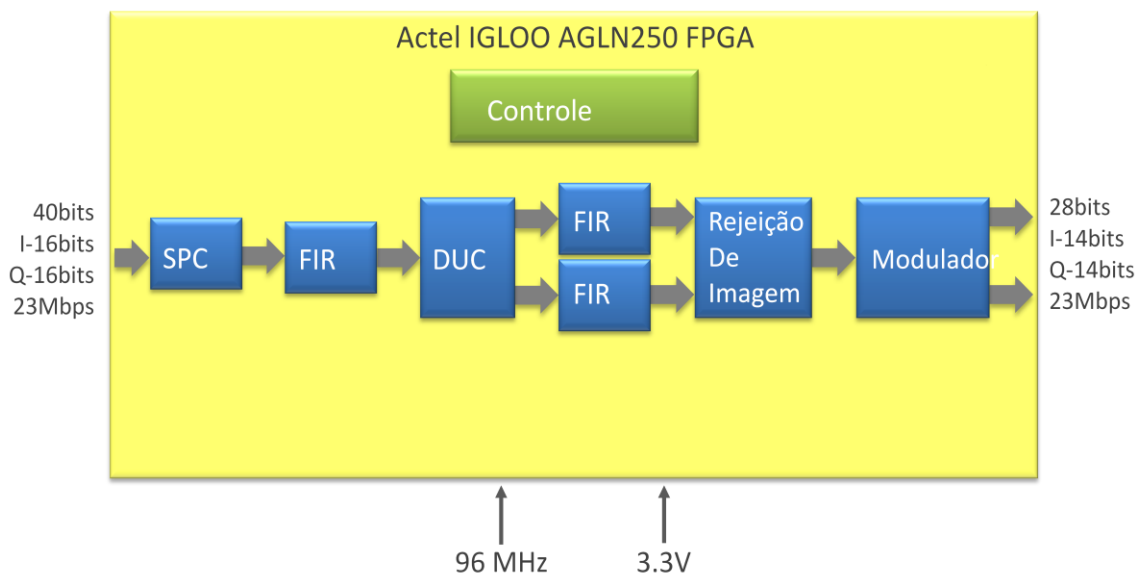 Actel IGLOO AGLN250 FPGA
Controle
40bits
I-16bits
Q-16bits
23Mbps
SPC
FIR
DUC
FIR
FIR
Rejeição
De
Imagem
Modulador
28bits
I-14bits
Q-14bits
23Mbps
96 MHz
3.3V